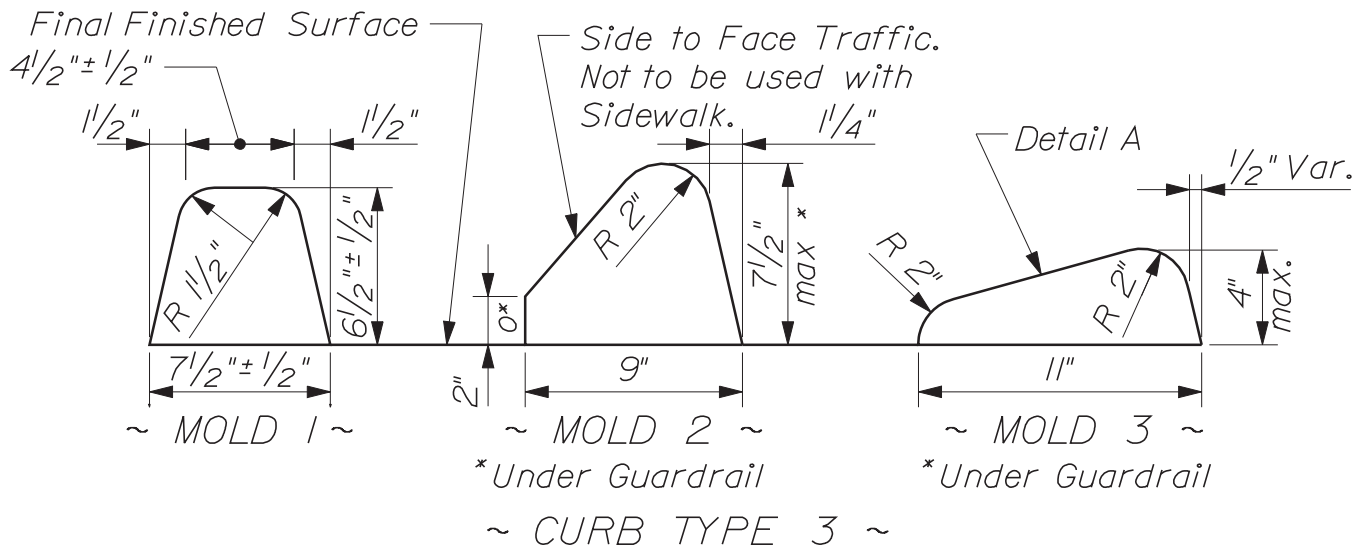 Final Finished Surface
4 1/2"± 1/2"
1 1/2"
1 1/2"
R 1 1/2"
6 1/2"± 1/2"
7 1/2"± 1/2"
~ MOLD 1 ~
Side to Face Traffic.
Not to be used with
Sidewalk.
1 1/4"
R 2"
7 1/2"
max *
0*
2"
9"
~ MOLD 2 ~
*Under Guardrail
Detail A
1/2" Var.
R 2"
R 2"
4"
max.
11"
~ MOLD 3 ~
*Under Guardrail
~ CURB TYPE 3 ~